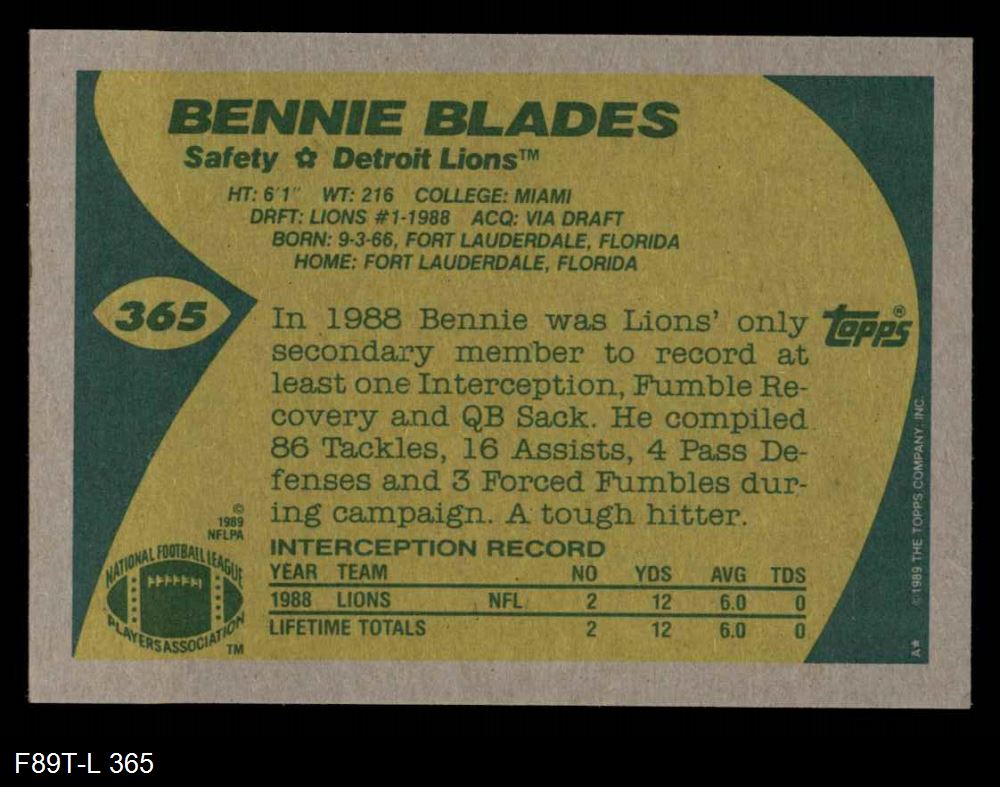 BENNIE BLADES
Safety ✿ Detroit Lions™
HT: 6'1" WT: 216 COLLEGE: MIAMI
DRFT: LIONS #1-1988 ACQ: VIA DRAFT
BORN: 9-3-66, FORT LAUDERDALE, FLORIDA
HOME: FORT LAUDERDALE, FLORIDA
365
topps®
In 1988 Bennie was Lions' only
secondary member to record at
least one Interception, Fumble Re-
covery and QB Sack. He compiled
86 Tackles, 16 Assists, 4 Pass De-
fenses and 3 Forced Fumbles dur-
ing campaign. A tough hitter.
©
1989
NFLPA
NATIONAL FOOTBALL LEAGUE
PLAYERS ASSOCIATION
TM
INTERCEPTION RECORD
YEAR TEAM NO YDS AVG TDS
1988 LIONS NFL 2 12 6.0 0
LIFETIME TOTALS 2 12 6.0 0
©1989 THE TOPPS COMPANY, INC.
A*
F89T-L 365